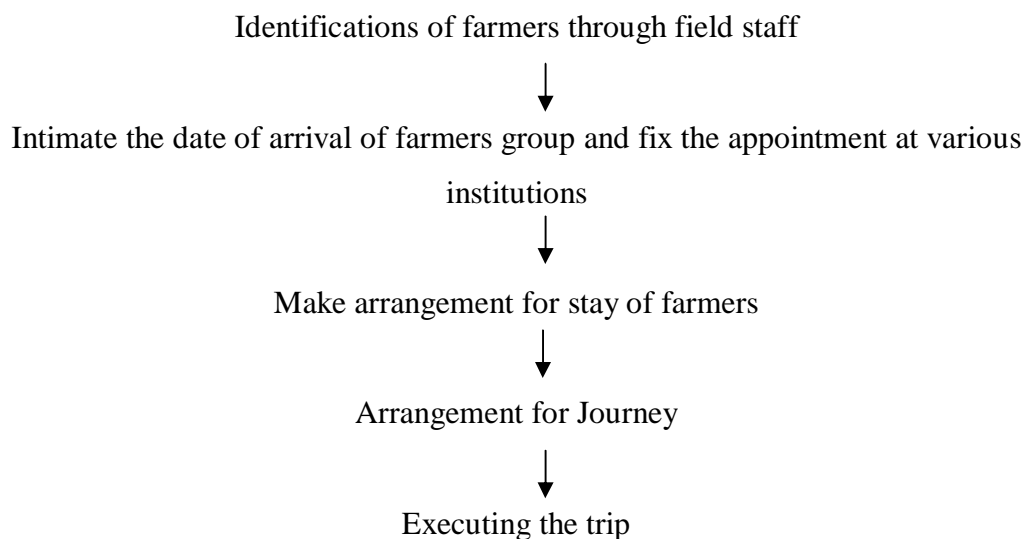 Identifications of farmers through field staff
Intimate the date of arrival of farmers group and fix the appointment at various
institutions
Make arrangement for stay of farmers
Arrangement for Journey
Executing the trip